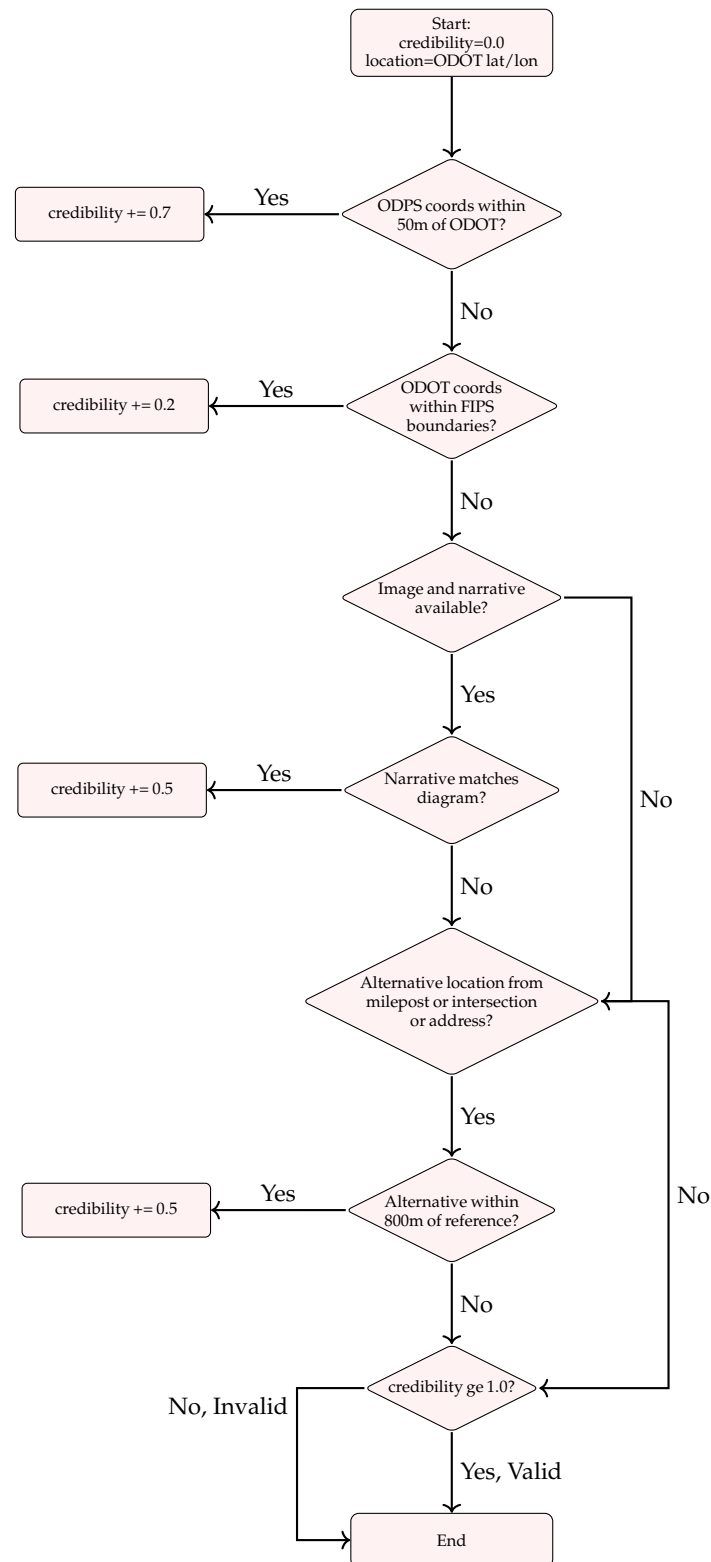 Start:
credibility=0.0
location=ODOT lat/lon
ODPS coords within
50m of ODOT?
Yes
credibility += 0.7
No
ODOT coords
within FIPS
boundaries?
Yes
credibility += 0.2
No
Image and narrative
available?
Yes
No
Narrative matches
diagram?
Yes
credibility += 0.5
No
Alternative location from
milepost or intersection
or address?
Yes
No
Alternative within
800m of reference?
Yes
credibility += 0.5
No
credibility ge 1.0?
No, Invalid
Yes, Valid
End